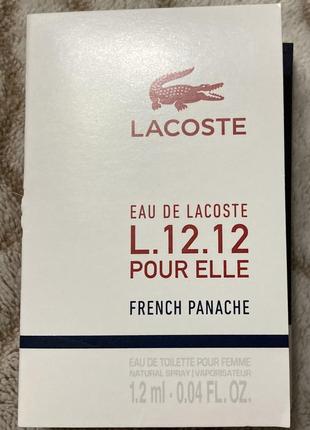 LACOSTE
EAU DE LACOSTE
L.12.12
POUR ELLE
FRENCH PANACHE
EAU DE TOILETTE POUR FEMME
NATURAL SPRAY | VAPORISATEUR
1.2 ml - 0.04 FL. OZ.